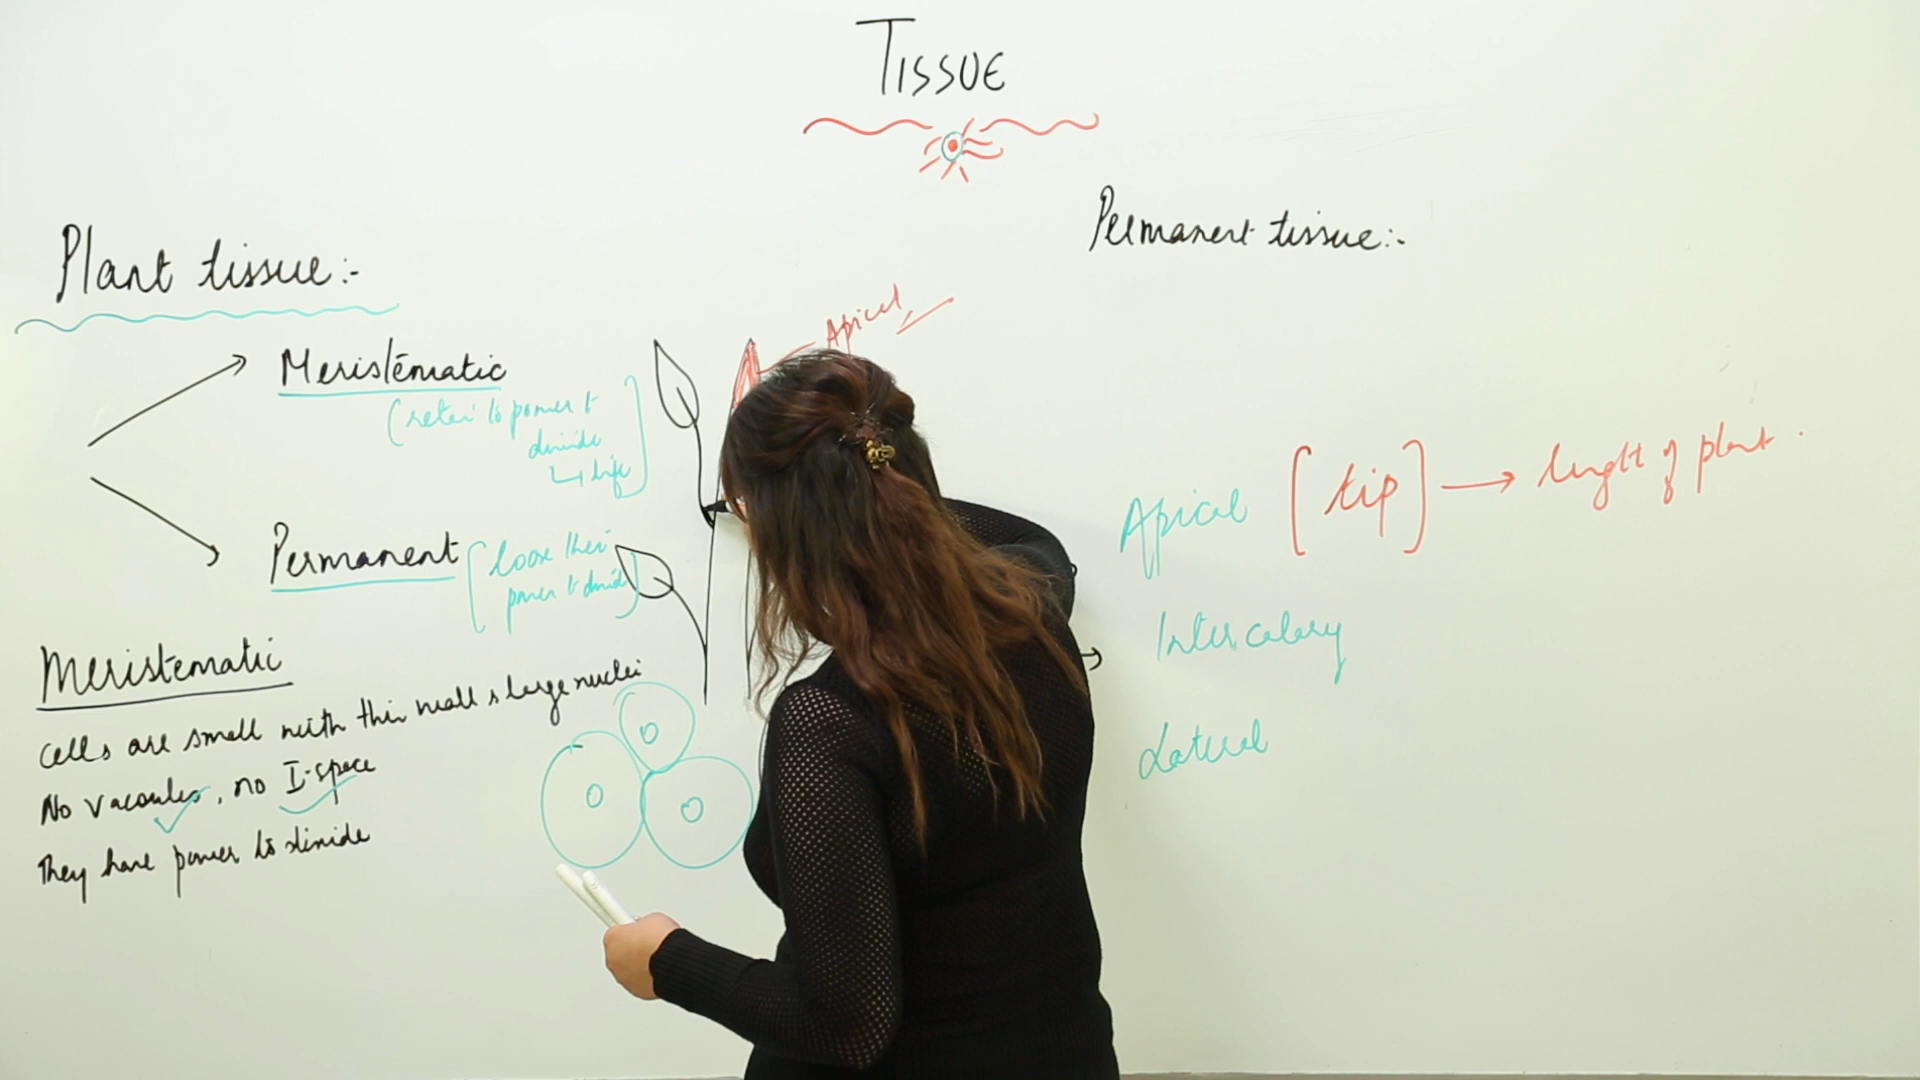 TISSUE
Plant tissue:-
Meristematic
(retain to power t
divide
↳ life
Permanent
[loose their
power to divide]
Meristematic
Cells are small with thin wall & large nuclei
No Vacoules, no I-space
They have power to divide
Apical
Permanent tissue:-
Apical [tip] → length of plant.
Intercalary
Lateral